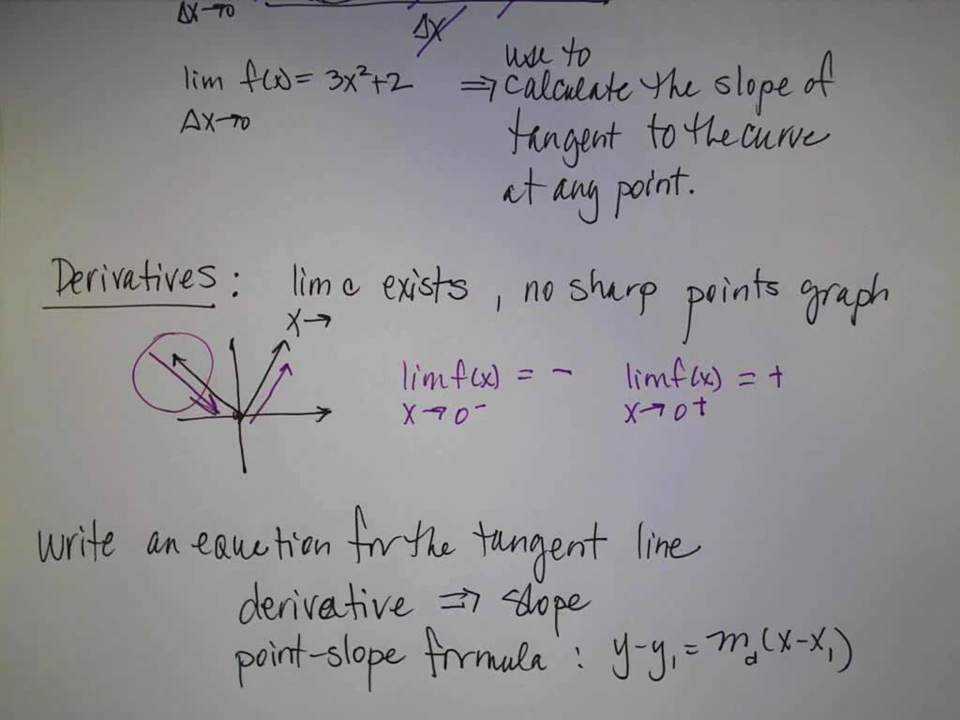 Δx→0
Δx
lim f(x) = 3x²+2 ⇒ use to calculate the slope of
Δx→0 tangent to the curve
at any point.
Derivatives: lim c exists, no sharp points graph
x→
lim f(x) = - lim f(x) = +
x→0⁻ x→0⁺
Write an equation for the tangent line
derivative ⇒ slope
point-slope formula: y-y₁ = m_d(x-x₁)